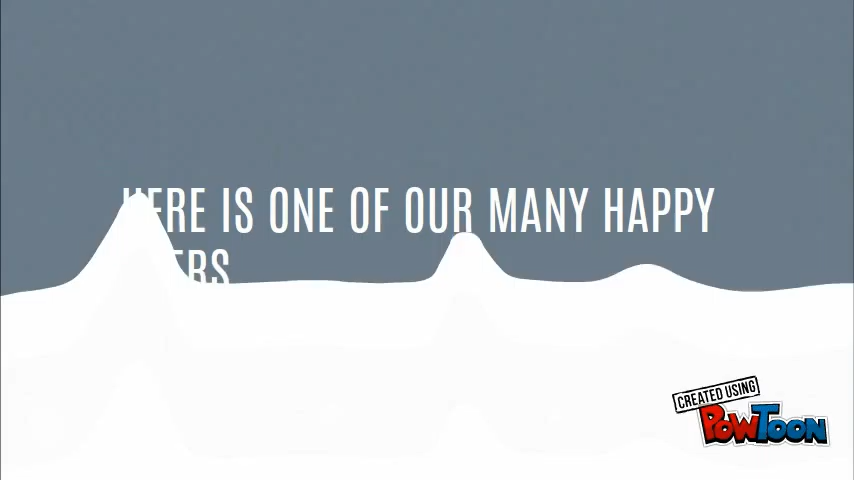 HERE IS ONE OF OUR MANY HAPPY
CREATED USING
POWTOON